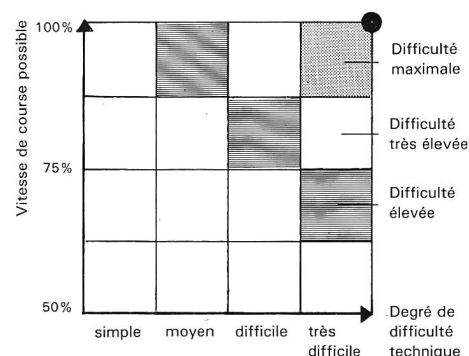 Vitesse de course possible
100%
75%
50%
Difficulté
maximale
Difficulté
très élevée
Difficulté
élevée
Degré de
difficulté
technique
simple
moyen
difficile
très
difficile